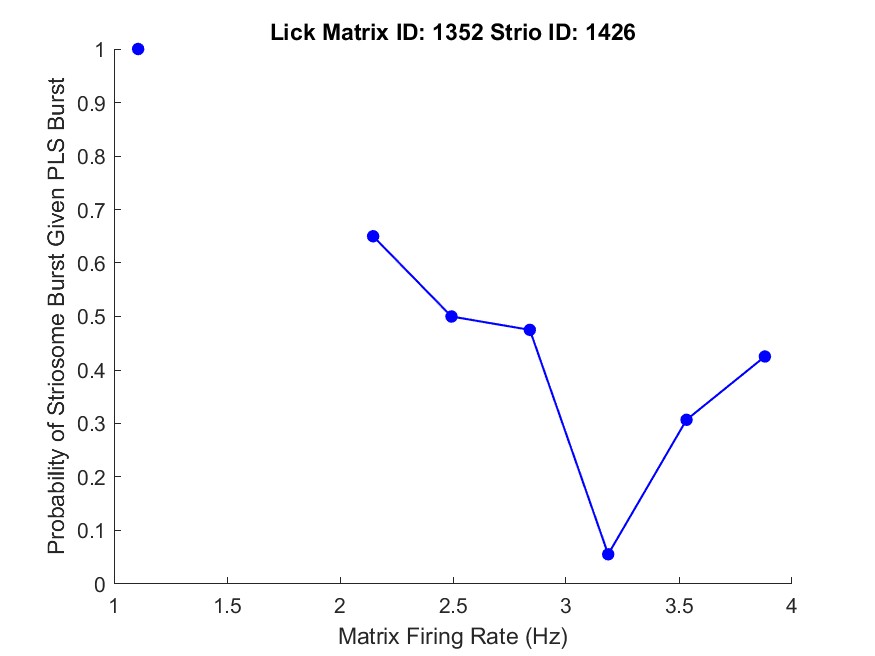 Lick Matrix ID: 1352 Strio ID: 1426
Probability of Striosome Burst Given PLS Burst
1
0.9
0.8
0.7
0.6
0.5
0.4
0.3
0.2
0.1
0
1 1.5 2 2.5 3 3.5 4
Matrix Firing Rate (Hz)